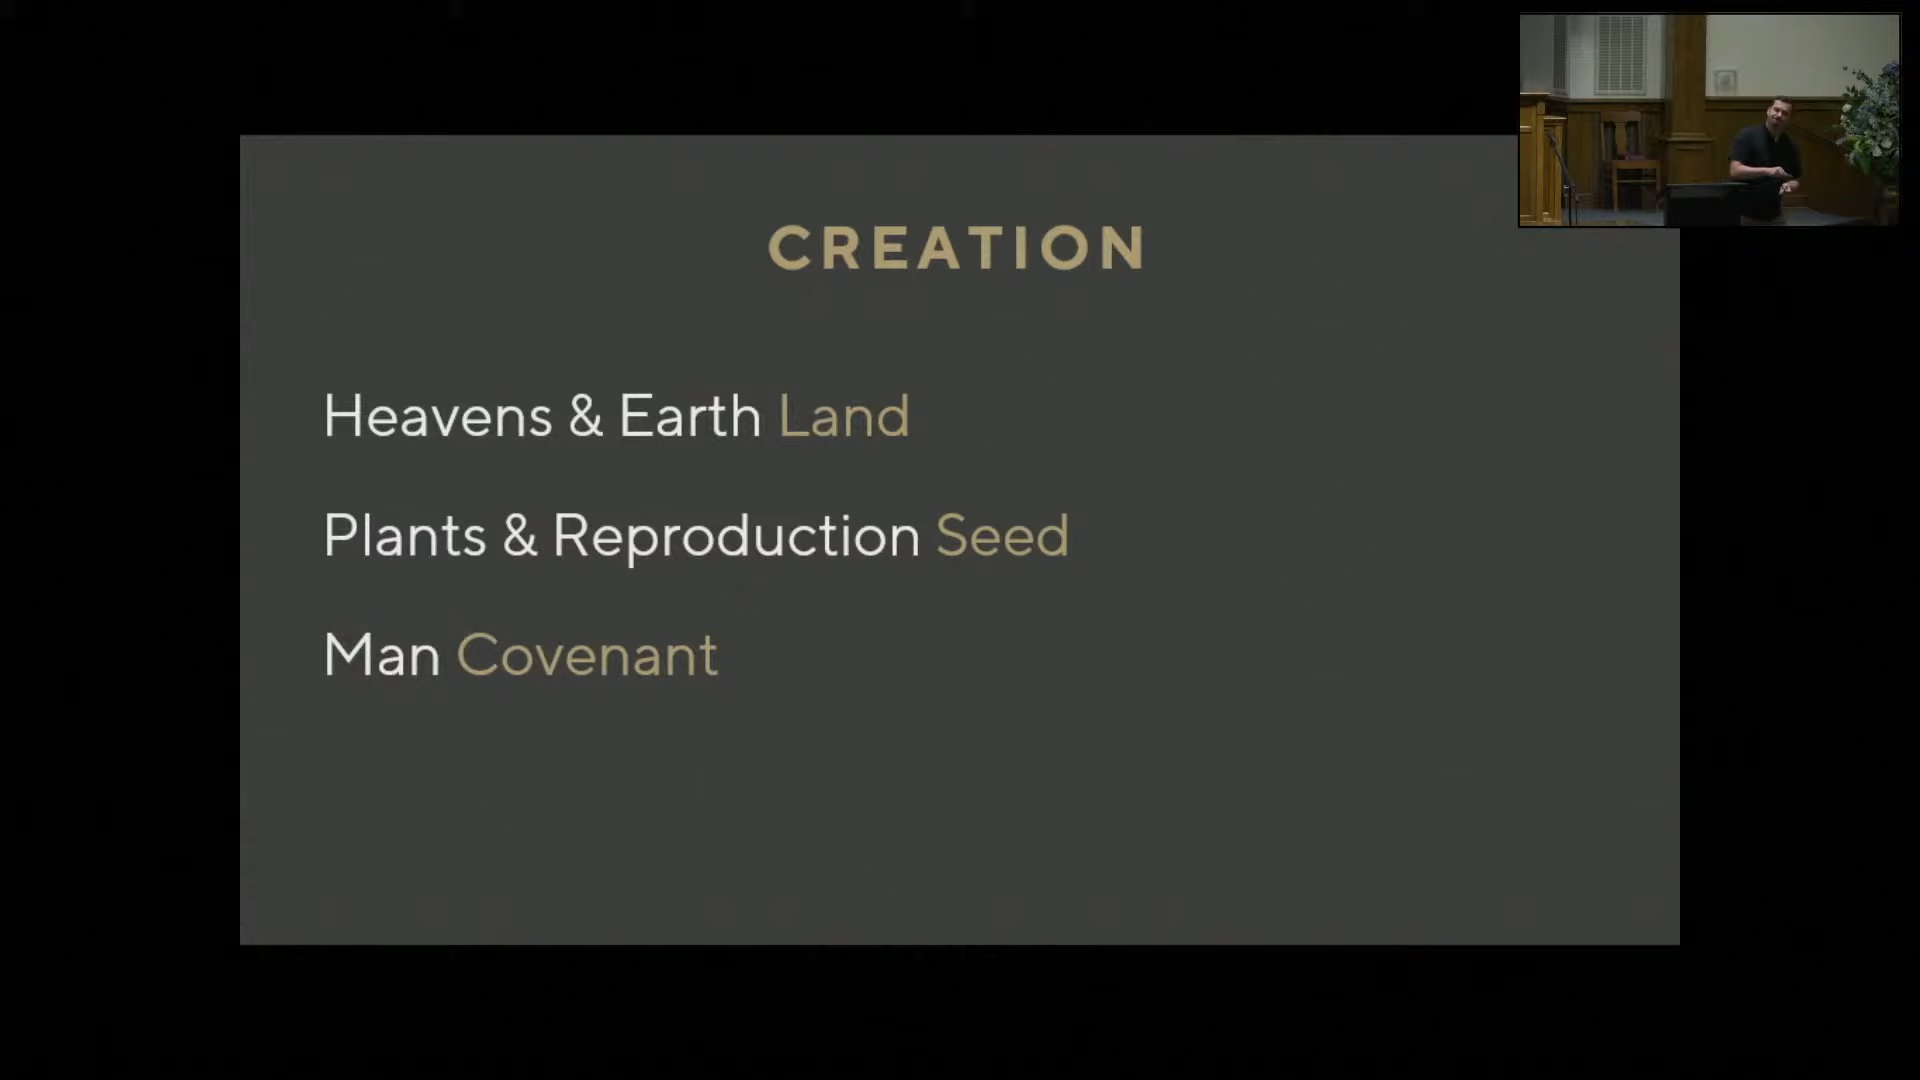 CREATION
Heavens & Earth Land
Plants & Reproduction Seed
Man Covenant